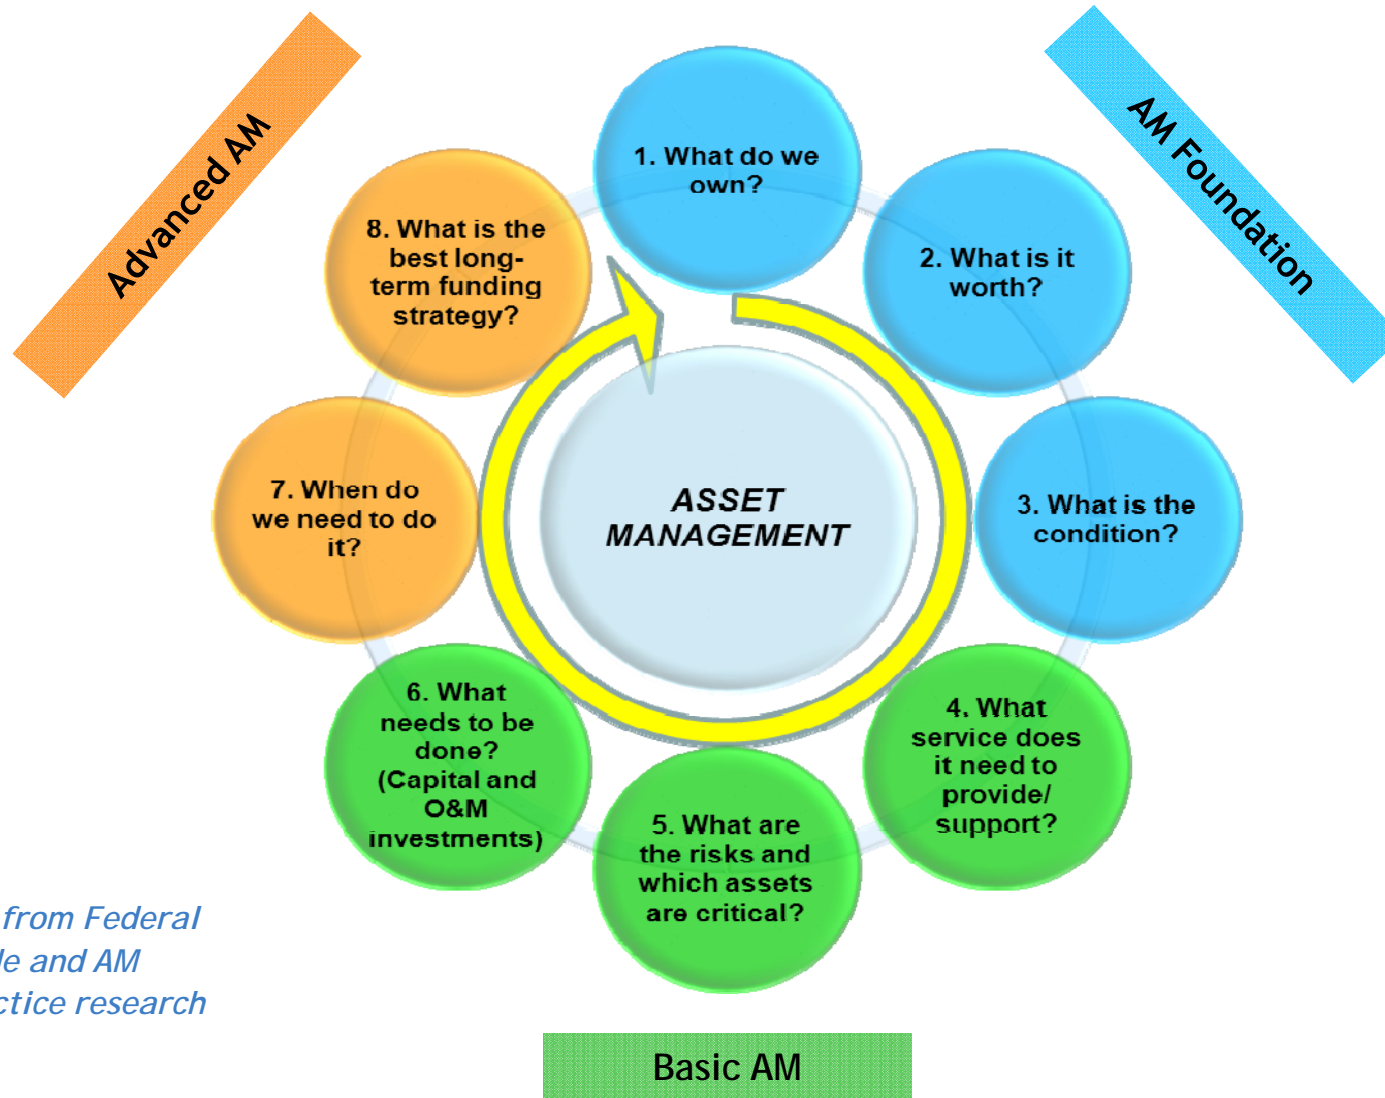 Advanced AM
AM Foundation
1. What do we
own?
2. What is it
worth?
3. What is the
condition?
4. What
service does
it need to
provide/
support?
5. What are
the risks and
which assets
are critical?
6. What
needs to be
done?
(Capital and
O&M
investments)
7. When do
we need to do
it?
8. What is the
best long-
term funding
strategy?
ASSET
MANAGEMENT
from Federal
and AM
research
Basic AM